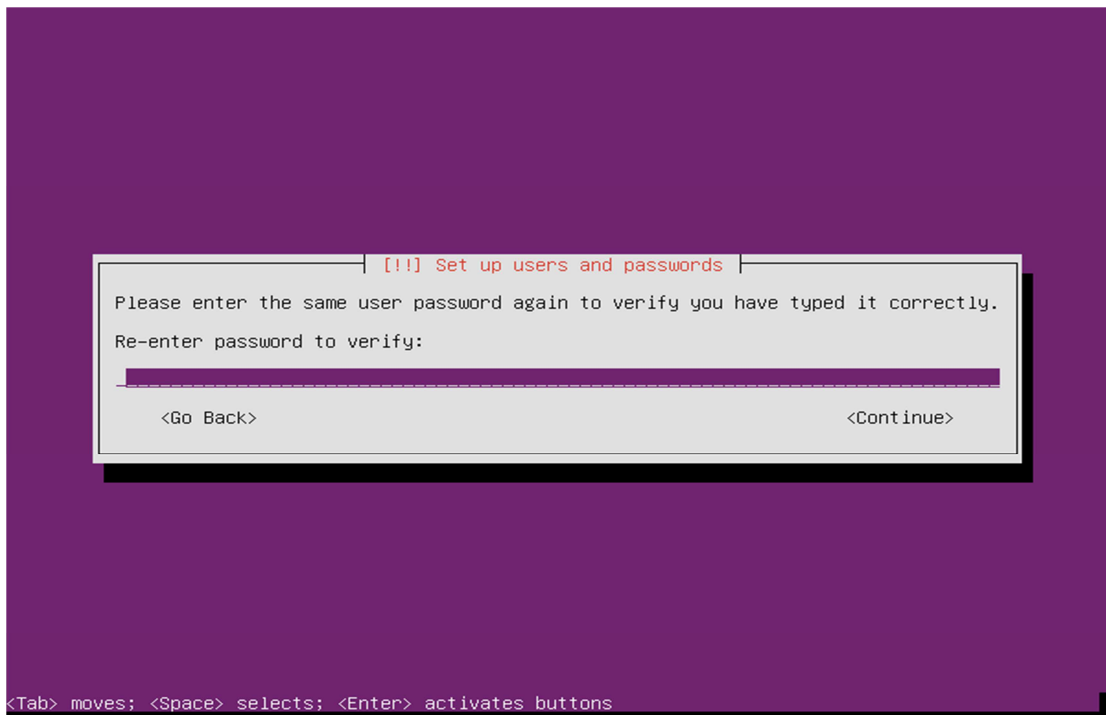 [!!] Set up users and passwords
Please enter the same user password again to verify you have typed it correctly.
Re-enter password to verify:
<Go Back> <Continue>
<Tab> moves; <Space> selects; <Enter> activates buttons